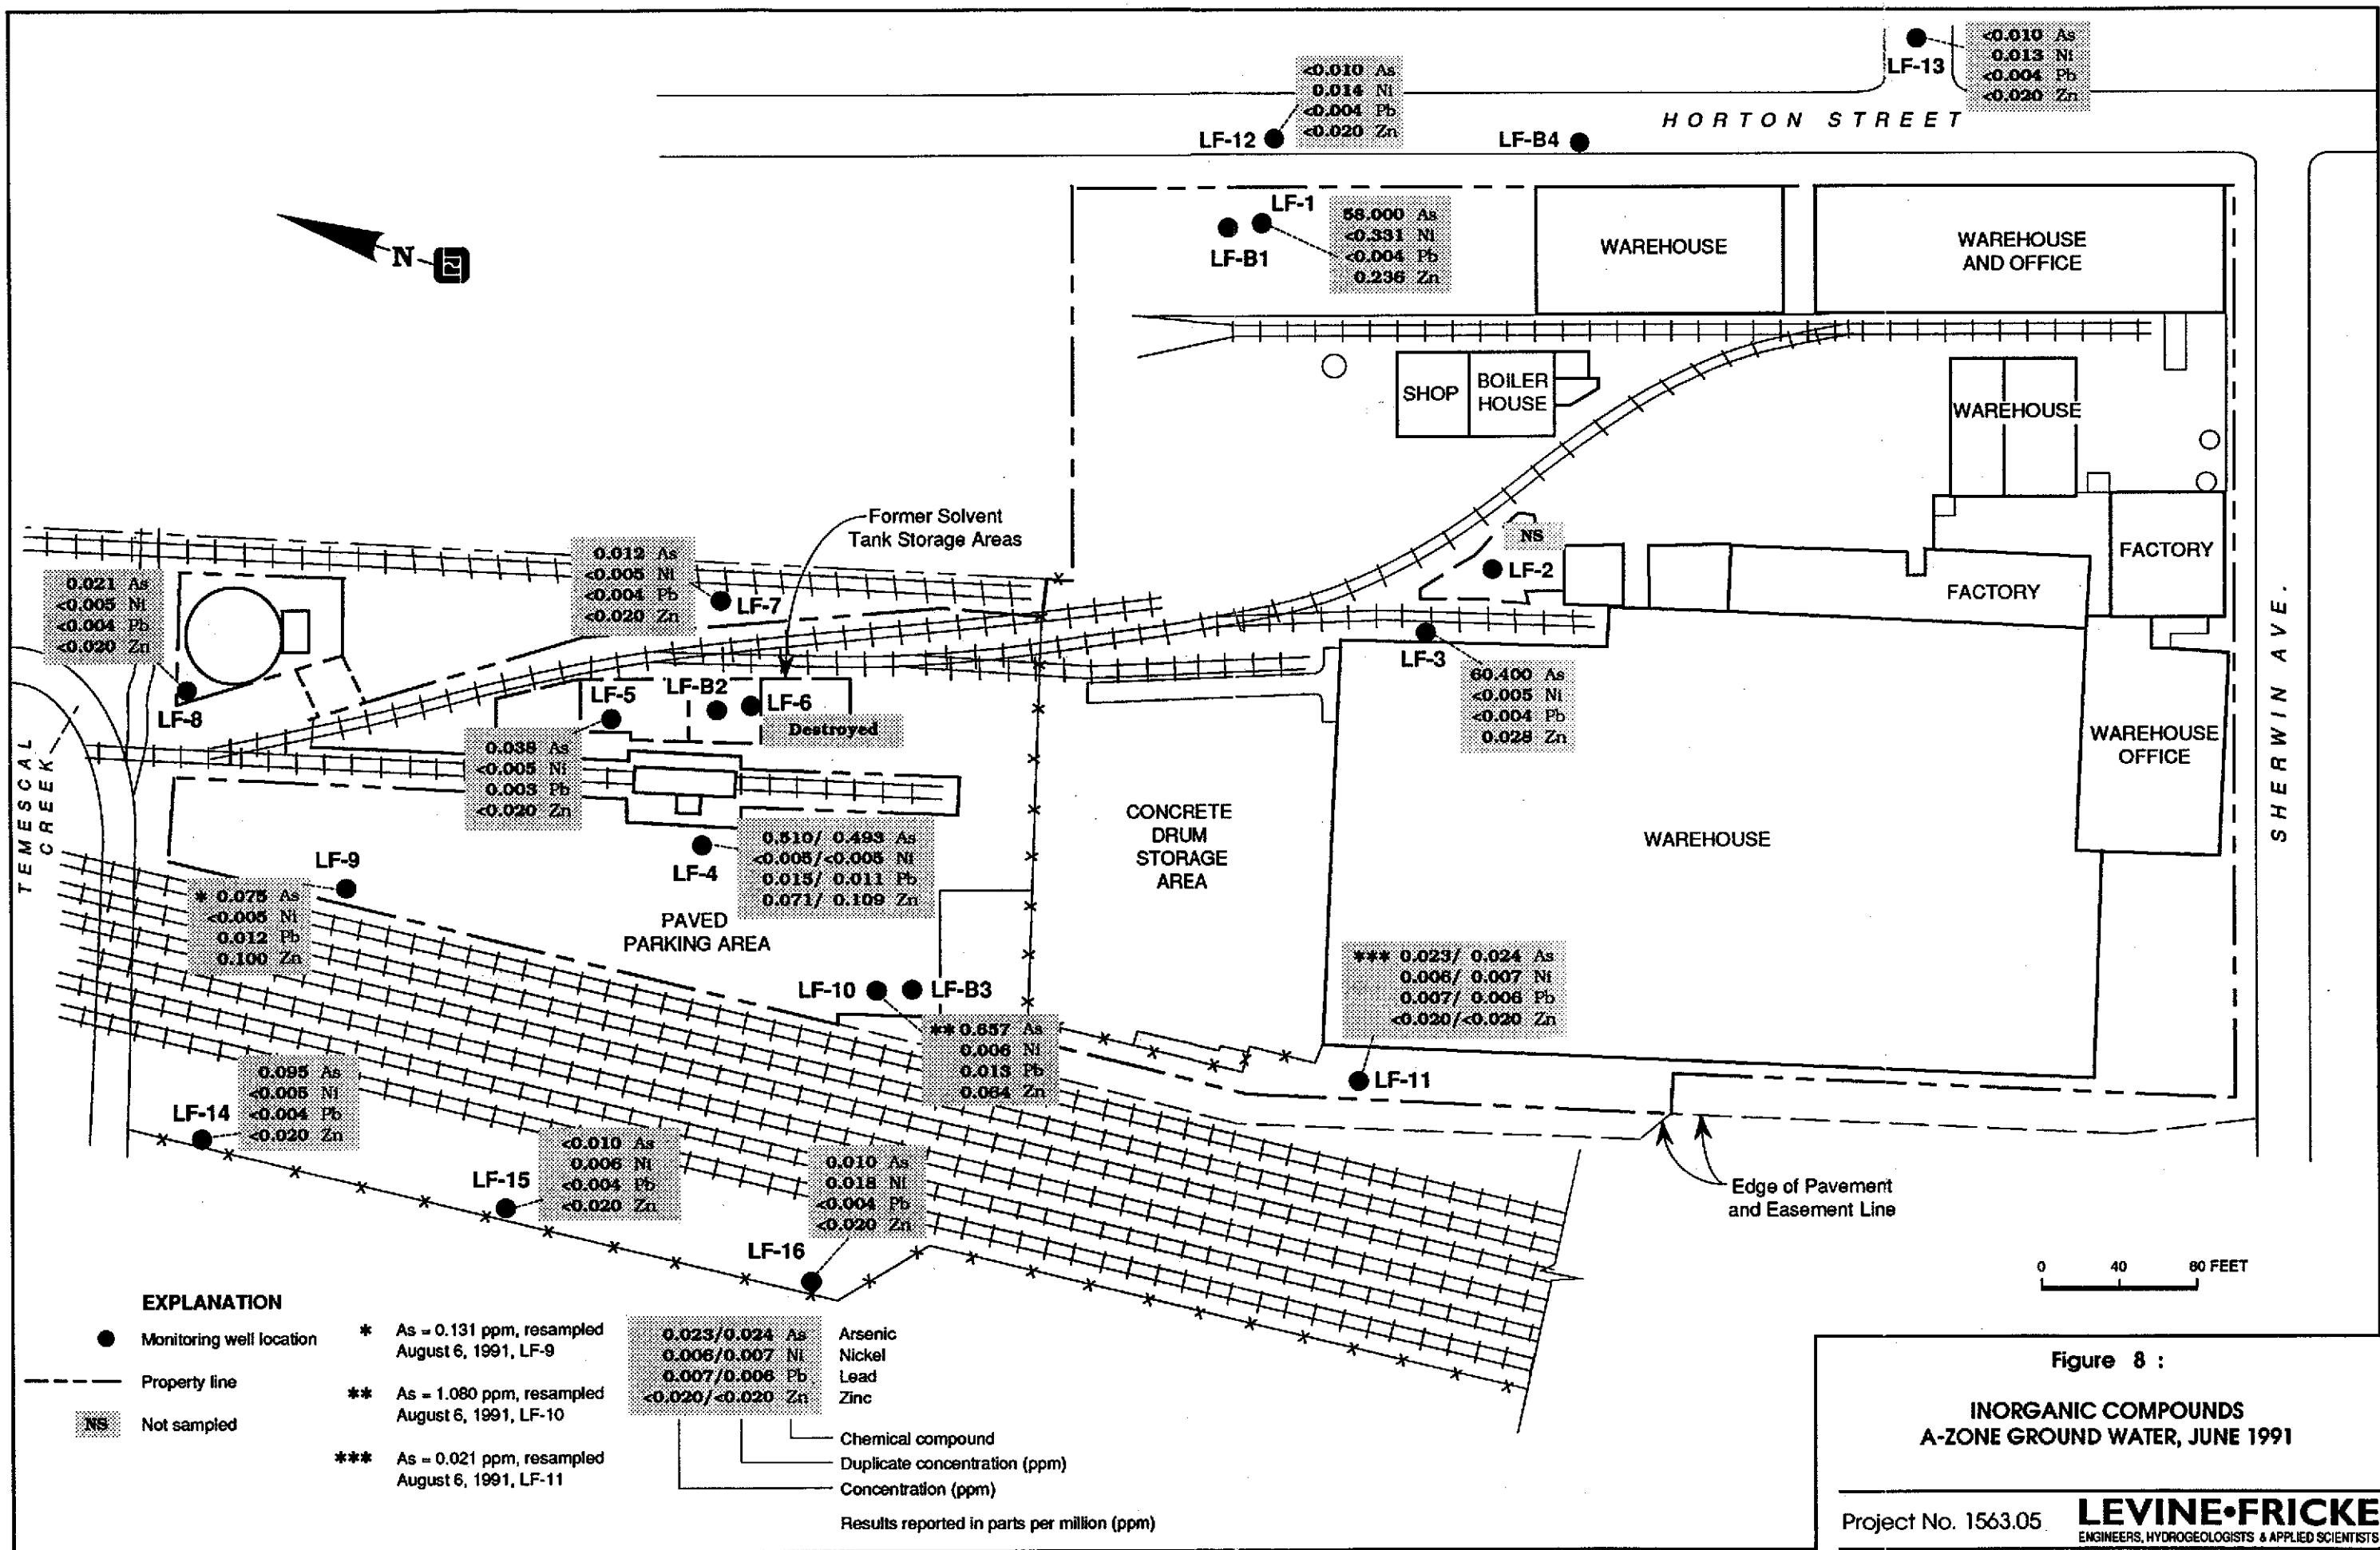 <0.010 As
0.013 Ni
<0.004 Pb
<0.020 Zn
LF-13
<0.010 As
0.014 Ni
<0.004 Pb
<0.020 Zn
LF-12
LF-B4
HORTON STREET
LF-1
LF-B1
58.000 As
<0.331 Ni
<0.004 Pb
0.236 Zn
WAREHOUSE
WAREHOUSE
AND OFFICE
N
SHOP
BOILER
HOUSE
WAREHOUSE
Former Solvent
Tank Storage Areas
NS
LF-2
FACTORY
FACTORY
0.012 As
<0.005 Ni
<0.004 Pb
<0.020 Zn
LF-7
0.021 As
<0.005 Ni
<0.004 Pb
<0.020 Zn
LF-8
LF-3
60.400 As
<0.005 Ni
<0.004 Pb
0.028 Zn
LF-5
LF-B2
LF-6
Destroyed
0.038 As
<0.005 Ni
0.003 Pb
<0.020 Zn
WAREHOUSE
OFFICE
SHERWIN AVE.
TEMESCAL
CREEK
CONCRETE
DRUM
STORAGE
AREA
WAREHOUSE
LF-4
0.510/ 0.493 As
<0.005/<0.005 Ni
0.015/ 0.011 Pb
0.071/ 0.109 Zn
LF-9
* 0.075 As
<0.005 Ni
0.012 Pb
0.100 Zn
PAVED
PARKING AREA
LF-10
LF-B3
** 0.657 As
0.006 Ni
0.013 Pb
0.064 Zn
*** 0.023/ 0.024 As
0.006/ 0.007 Ni
0.007/ 0.006 Pb
<0.020/<0.020 Zn
LF-11
0.095 As
<0.005 Ni
<0.004 Pb
<0.020 Zn
LF-14
<0.010 As
0.006 Ni
<0.004 Pb
<0.020 Zn
LF-15
0.010 As
0.018 Ni
<0.004 Pb
<0.020 Zn
LF-16
Edge of Pavement
and Easement Line
0 40 80 FEET
EXPLANATION
Monitoring well location
Property line
NS Not sampled
* As = 0.131 ppm, resampled
August 6, 1991, LF-9
** As = 1.080 ppm, resampled
August 6, 1991, LF-10
*** As = 0.021 ppm, resampled
August 6, 1991, LF-11
0.023/0.024 As Arsenic
0.006/0.007 Ni Nickel
0.007/0.006 Pb Lead
<0.020/<0.020 Zn Zinc
Chemical compound
Duplicate concentration (ppm)
Concentration (ppm)
Results reported in parts per million (ppm)
Figure 8 :
INORGANIC COMPOUNDS
A-ZONE GROUND WATER, JUNE 1991
Project No. 1563.05
LEVINE•FRICKE
ENGINEERS, HYDROGEOLOGISTS & APPLIED SCIENTISTS